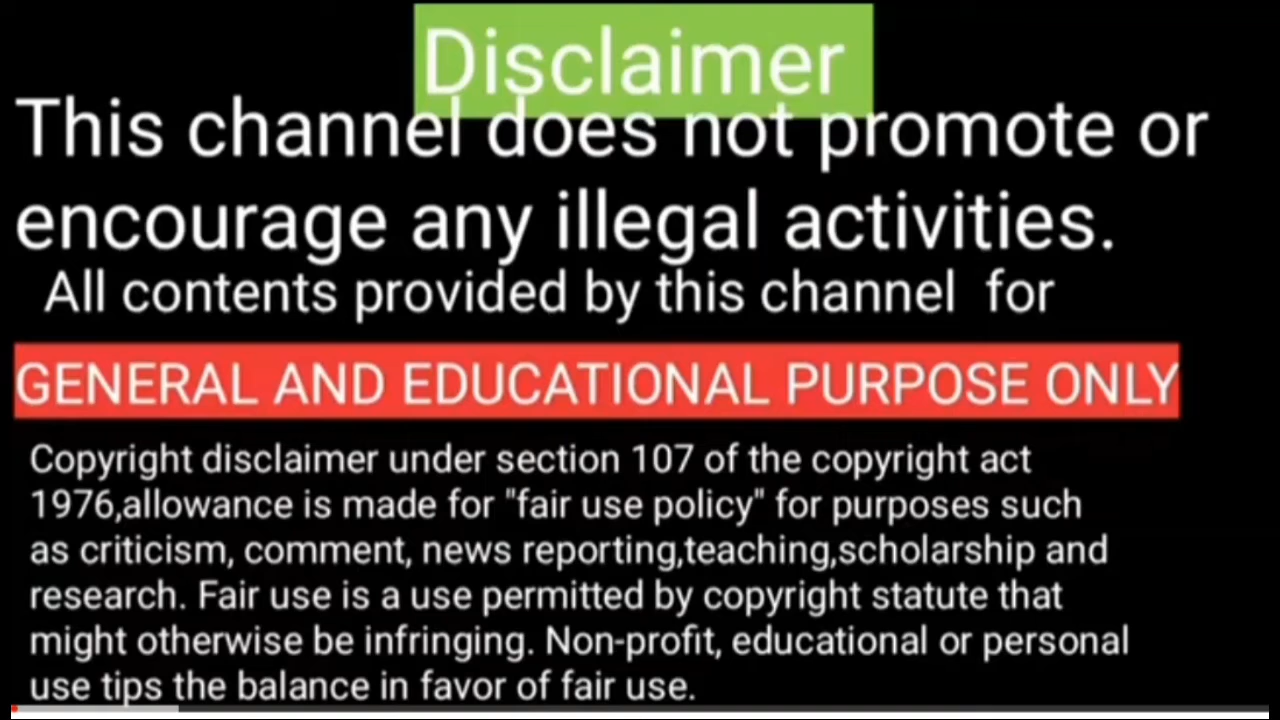 Disclaimer
This channel does not promote or
encourage any illegal activities.
All contents provided by this channel for
GENERAL AND EDUCATIONAL PURPOSE ONLY
Copyright disclaimer under section 107 of the copyright act
1976,allowance is made for "fair use policy" for purposes such
as criticism, comment, news reporting,teaching,scholarship and
research. Fair use is a use permitted by copyright statute that
might otherwise be infringing. Non-profit, educational or personal
use tips the balance in favor of fair use.